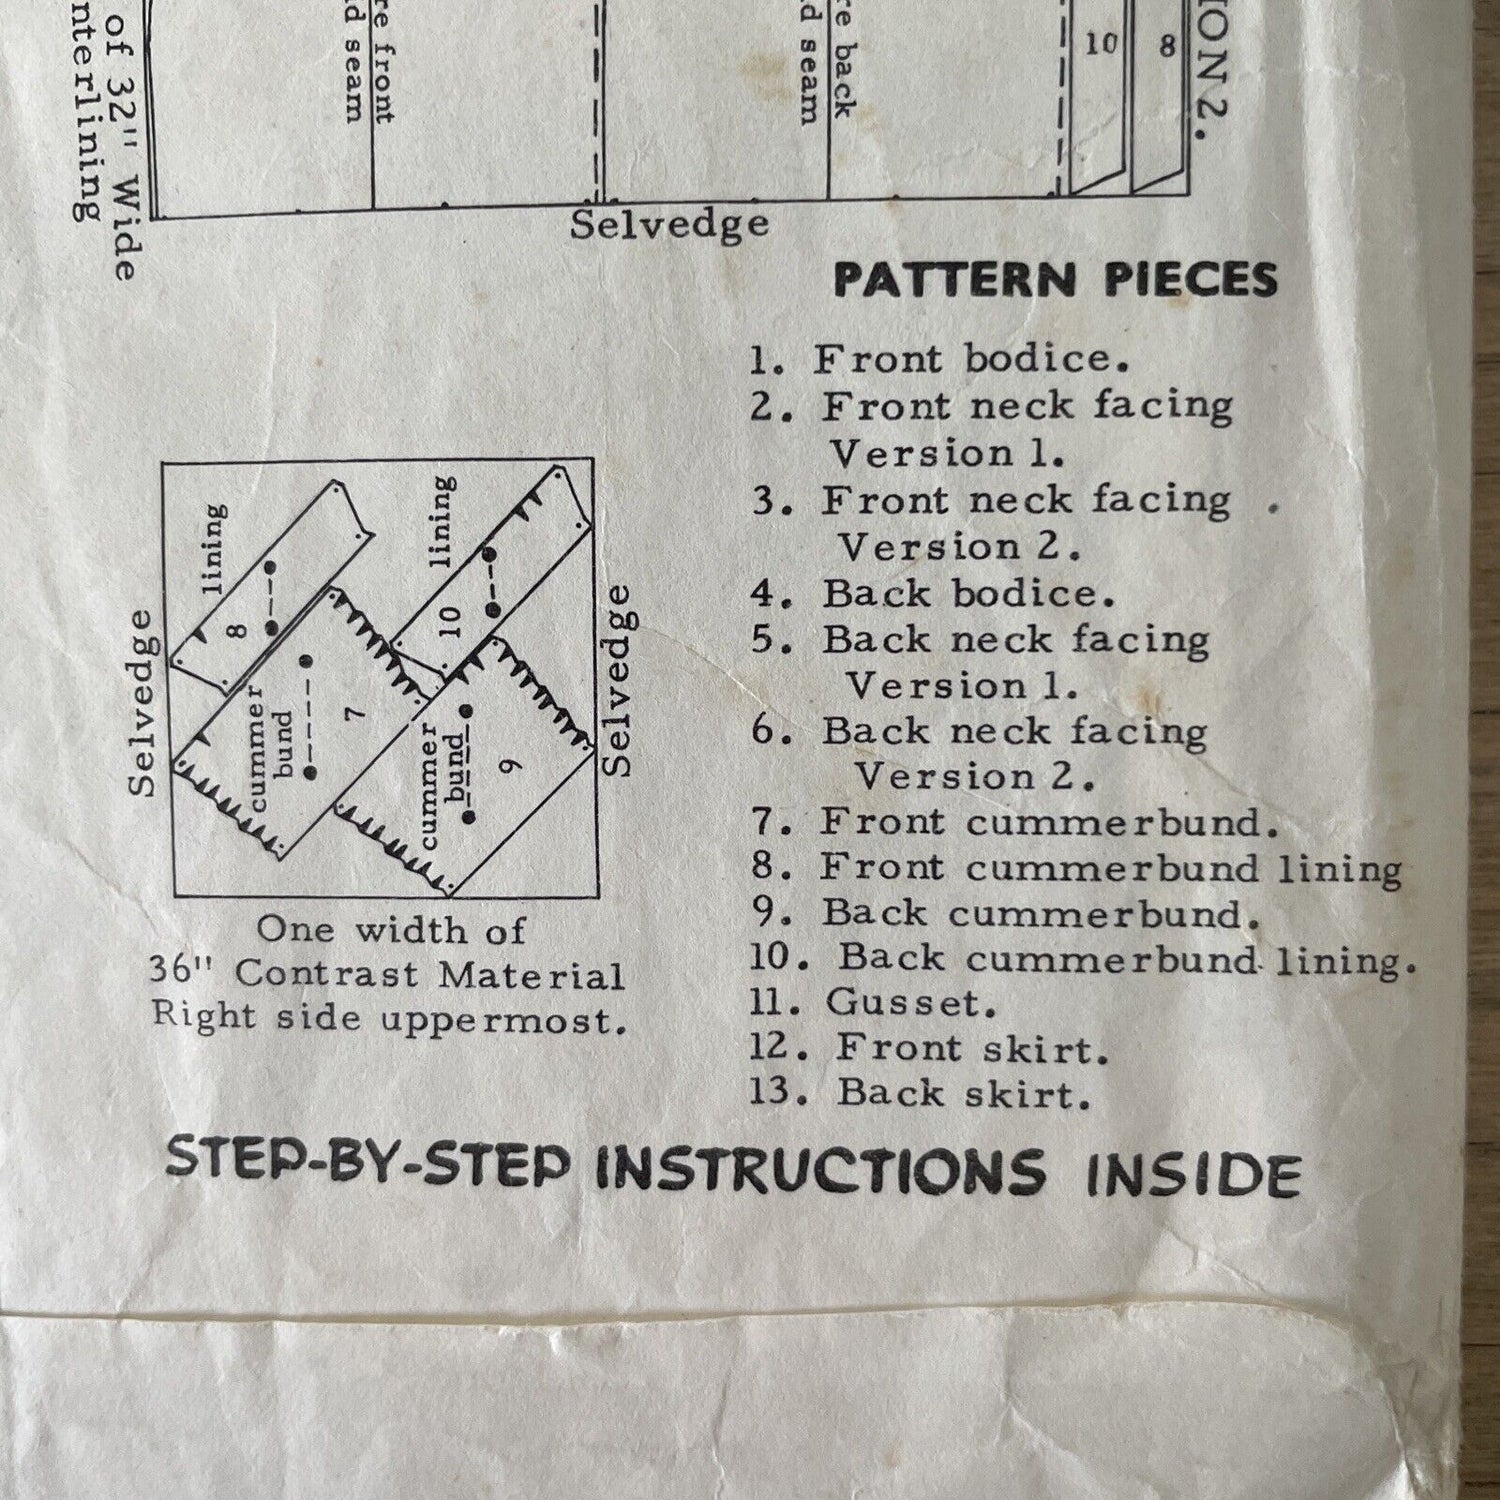 of 32" Wide
nterlining
re front
d seam
re back
d seam
10
8
ION 2.
Selvedge
PATTERN PIECES
1. Front bodice.
2. Front neck facing
Version 1.
3. Front neck facing
Version 2.
4. Back bodice.
5. Back neck facing
Version 1.
6. Back neck facing
Version 2.
7. Front cummerbund.
8. Front cummerbund lining
9. Back cummerbund.
10. Back cummerbund lining.
11. Gusset.
12. Front skirt.
13. Back skirt.
Selvedge
lining
8
cummer
bund
7
lining
10
cummer
bund
9
Selvedge
One width of
36" Contrast Material
Right side uppermost.
STEP-BY-STEP INSTRUCTIONS INSIDE